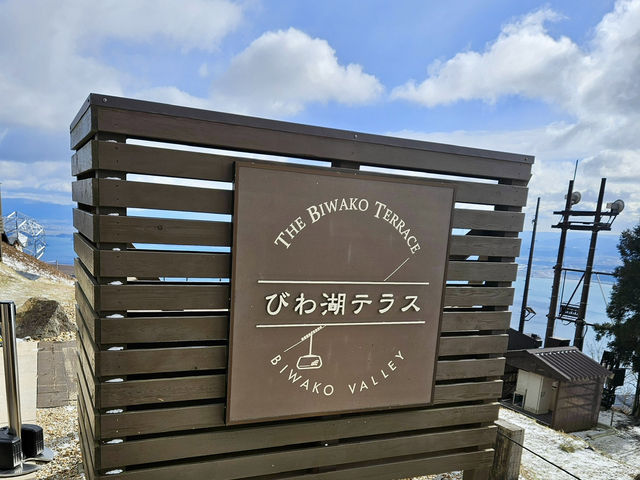 THE BIWAKO TERRACE
びわ湖テラス
BIWAKO VALLEY